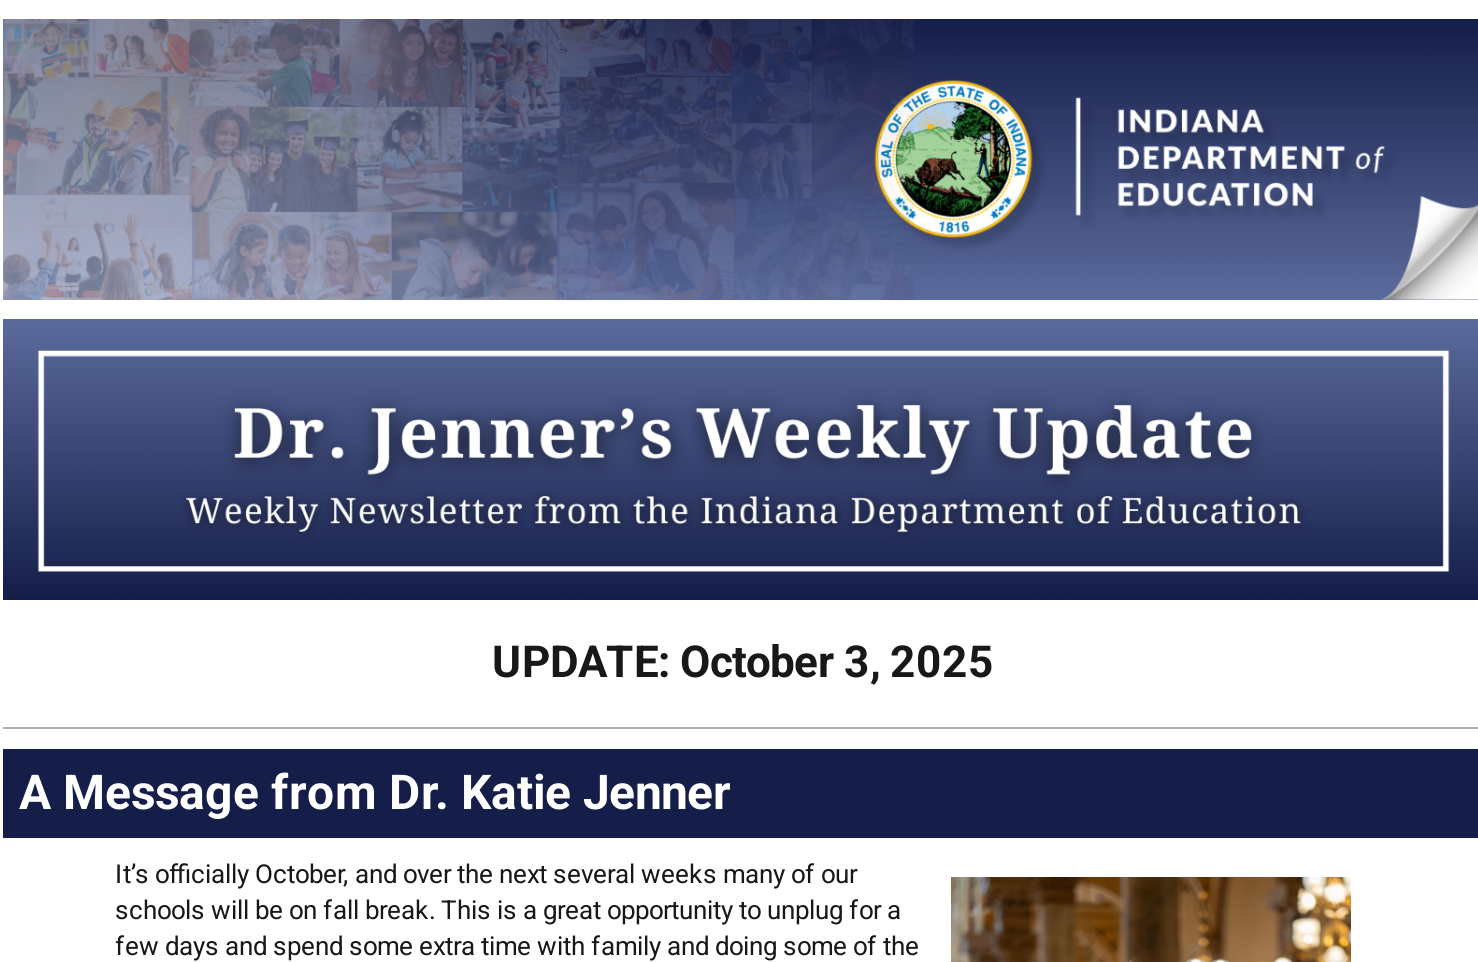 SEAL OF THE STATE OF INDIANA
1816
INDIANA
DEPARTMENT of
EDUCATION
Dr. Jenner’s Weekly Update
Weekly Newsletter from the Indiana Department of Education
UPDATE: October 3, 2025
A Message from Dr. Katie Jenner
It’s officially October, and over the next several weeks many of our
schools will be on fall break. This is a great opportunity to unplug for a
few days and spend some extra time with family and doing some of the